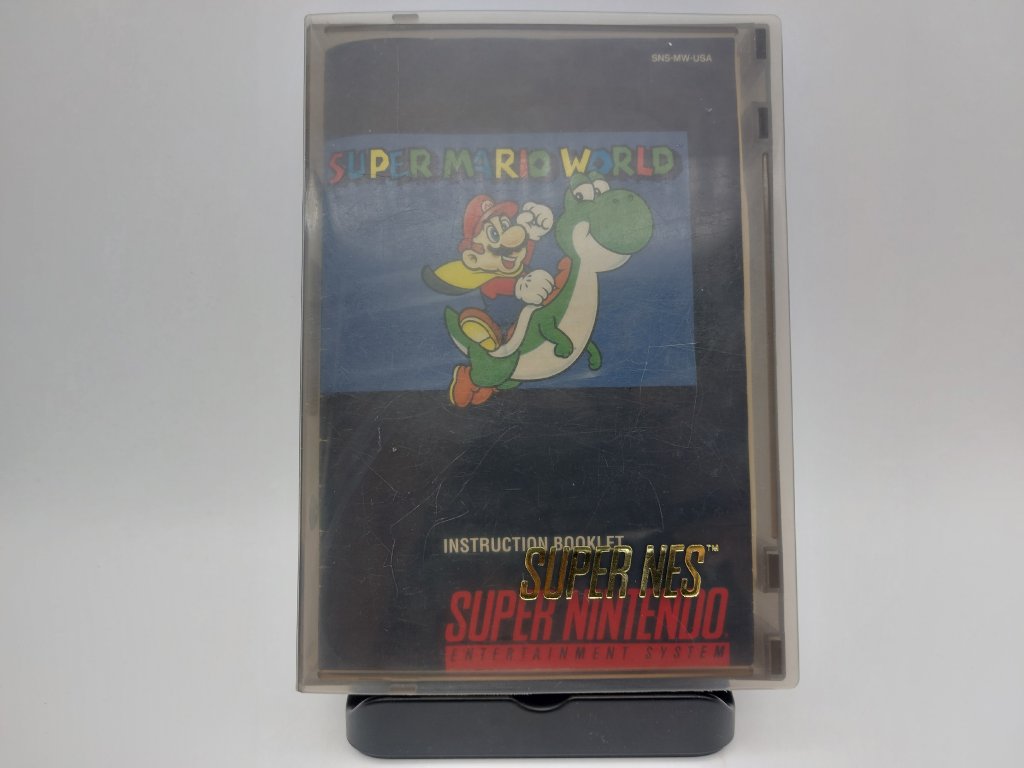 SNS-MW-USA
SUPER MARIO WORLD
INSTRUCTION BOOKLET
SUPER NES™
SUPER NINTENDO
ENTERTAINMENT SYSTEM